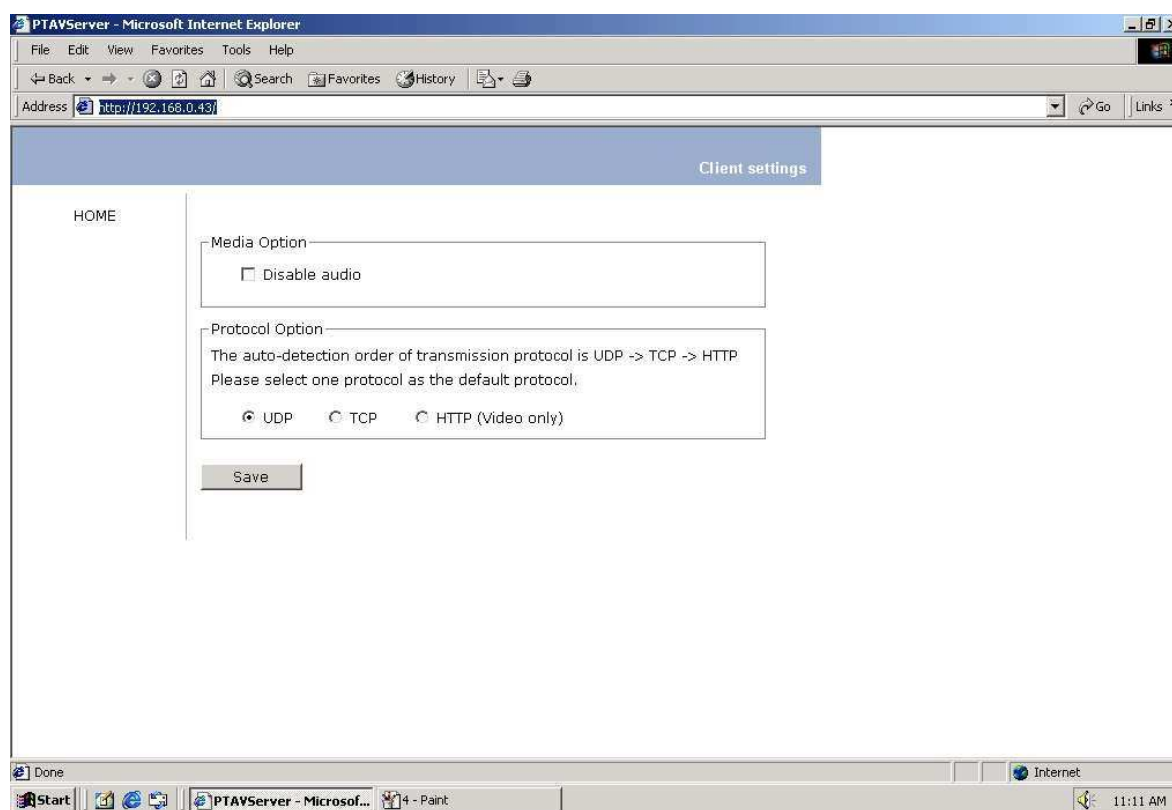 PTAVServer - Microsoft Internet Explorer
File Edit View Favorites Tools Help
Back Search Favorites History
Address http://192.168.0.43/ Go Links
Client settings
HOME
Media Option
Disable audio
Protocol Option
The auto-detection order of transmission protocol is UDP -> TCP -> HTTP
Please select one protocol as the default protocol.
UDP TCP HTTP (Video only)
Save
Done Internet
Start PTAVServer - Microsof... 4 - Paint 11:11 AM